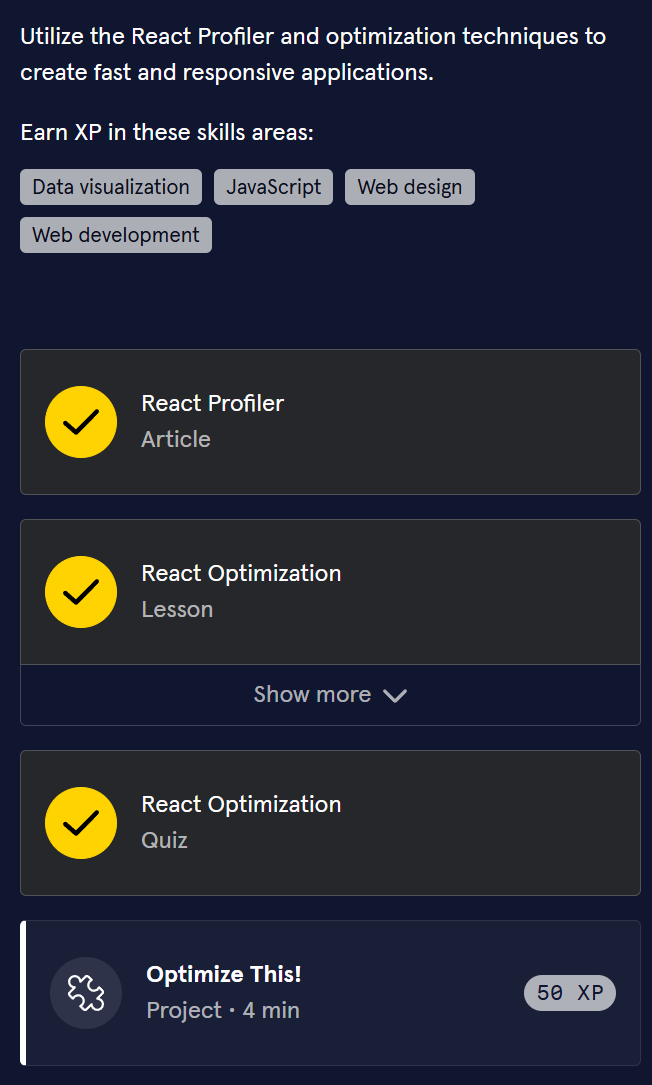 Utilize the React Profiler and optimization techniques to
create fast and responsive applications.
Earn XP in these skills areas:
Data visualization JavaScript Web design
Web development
React Profiler
Article
React Optimization
Lesson
Show more
React Optimization
Quiz
Optimize This!
Project • 4 min
50 XP